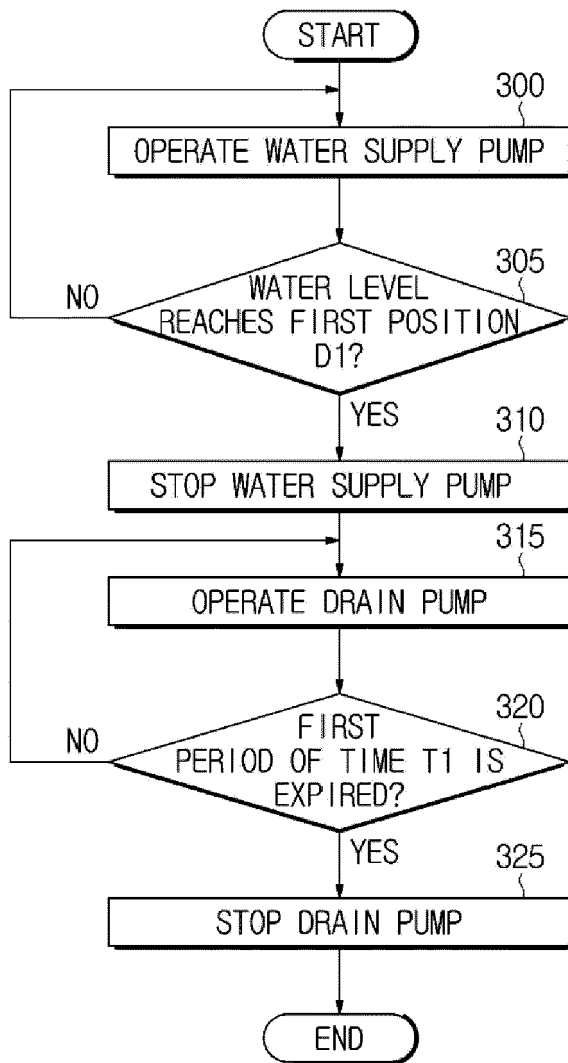 START
300
OPERATE WATER SUPPLY PUMP
305
WATER LEVEL
REACHES FIRST POSITION
D1?
NO
YES
310
STOP WATER SUPPLY PUMP
315
OPERATE DRAIN PUMP
320
FIRST
PERIOD OF TIME T1 IS
EXPIRED?
NO
YES
325
STOP DRAIN PUMP
END